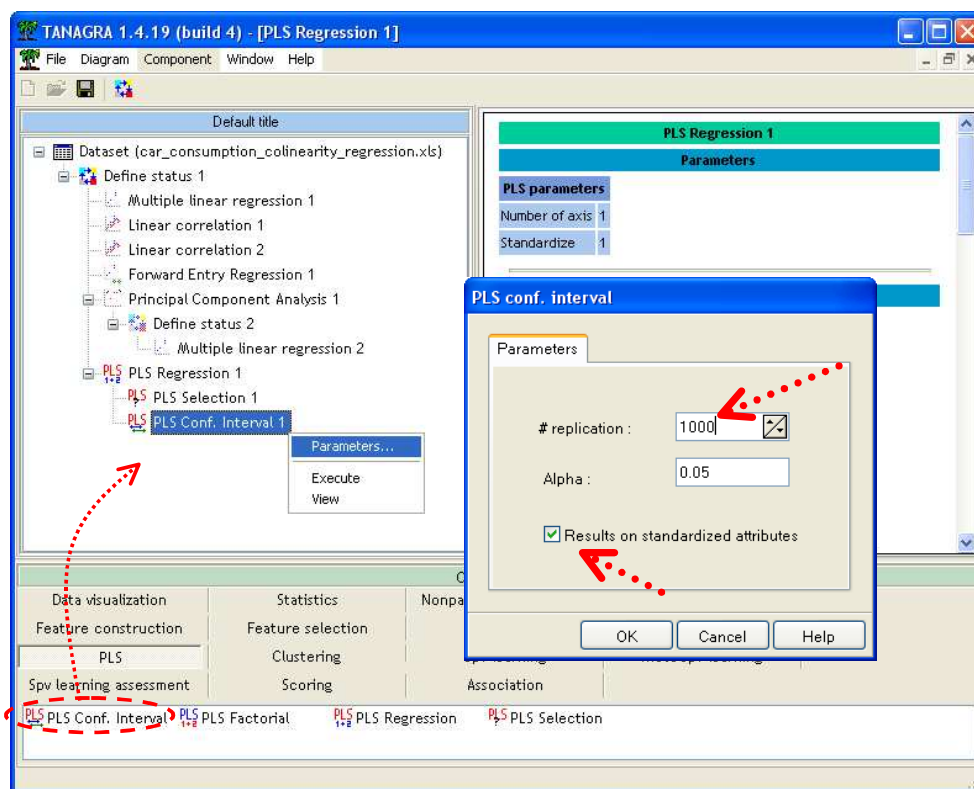 TANAGRA 1.4.19 (build 4) - [PLS Regression 1]
File Diagram Component Window Help
Default title
Dataset (car_consumption_colinearity_regression.xls)
Define status 1
Multiple linear regression 1
Linear correlation 1
Linear correlation 2
Forward Entry Regression 1
Principal Component Analysis 1
Define status 2
Multiple linear regression 2
PLS Regression 1
PLS Selection 1
PLS Conf. Interval 1
Parameters...
Execute
View
PLS Regression 1
Parameters
PLS parameters
Number of axis 1
Standardize 1
PLS conf. interval
Parameters
# replication : 1000
Alpha : 0.05
Results on standardized attributes
OK Cancel Help
Data visualization Statistics Nonpa
Feature construction Feature selection
PLS Clustering
Spv learning assessment Scoring Association
PLS Conf. Interval PLS Factorial PLS Regression PLS Selection